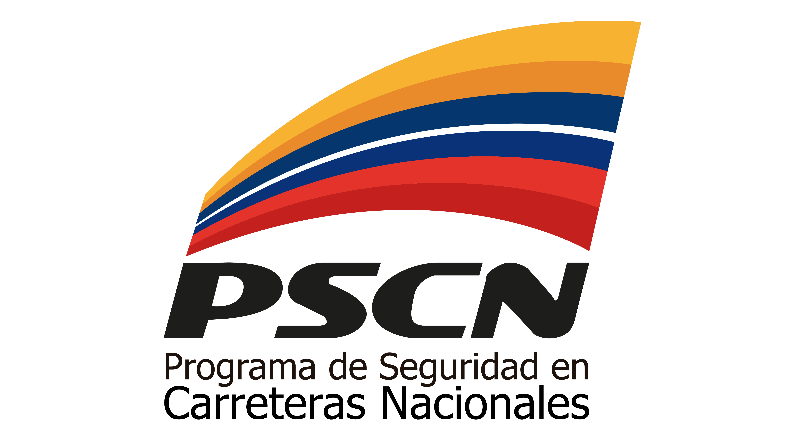 PSCN
Programa de Seguridad en
Carreteras Nacionales